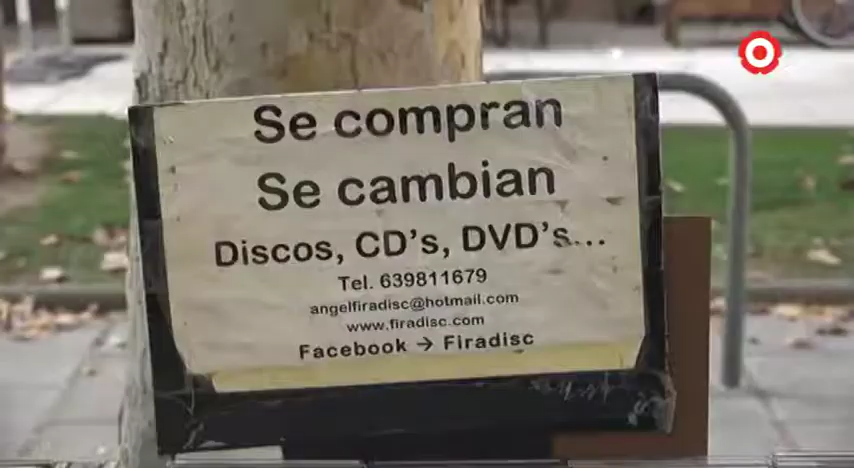 Se compran
Se cambian
Discos, CD's, DVD's...
Tel. 639811679
angelfiradisc@hotmail.com
www.firadisc.com
Facebook → Firadisc